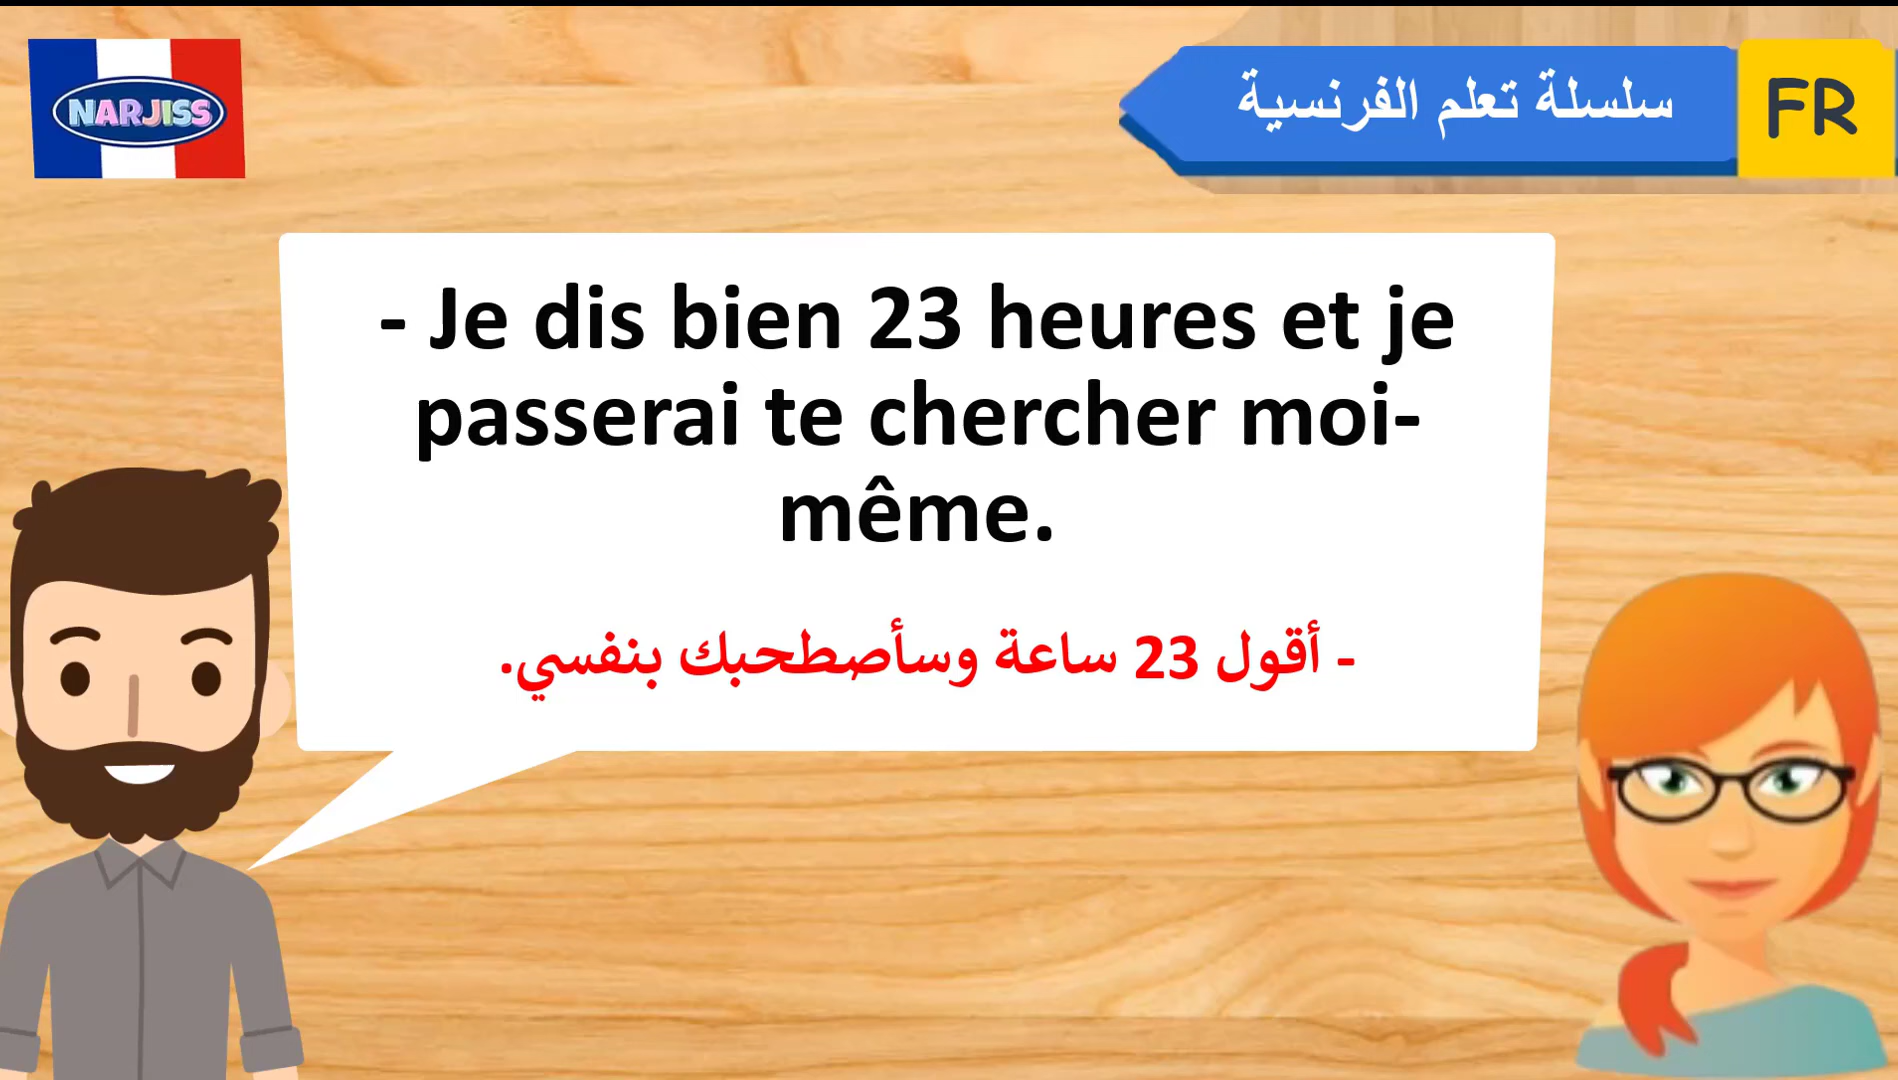 NARJISS
سلسلة تعلم الفرنسية
FR
- Je dis bien 23 heures et je
passerai te chercher moi-
même.
- أقول 23 ساعة وسأصطحبك بنفسي.